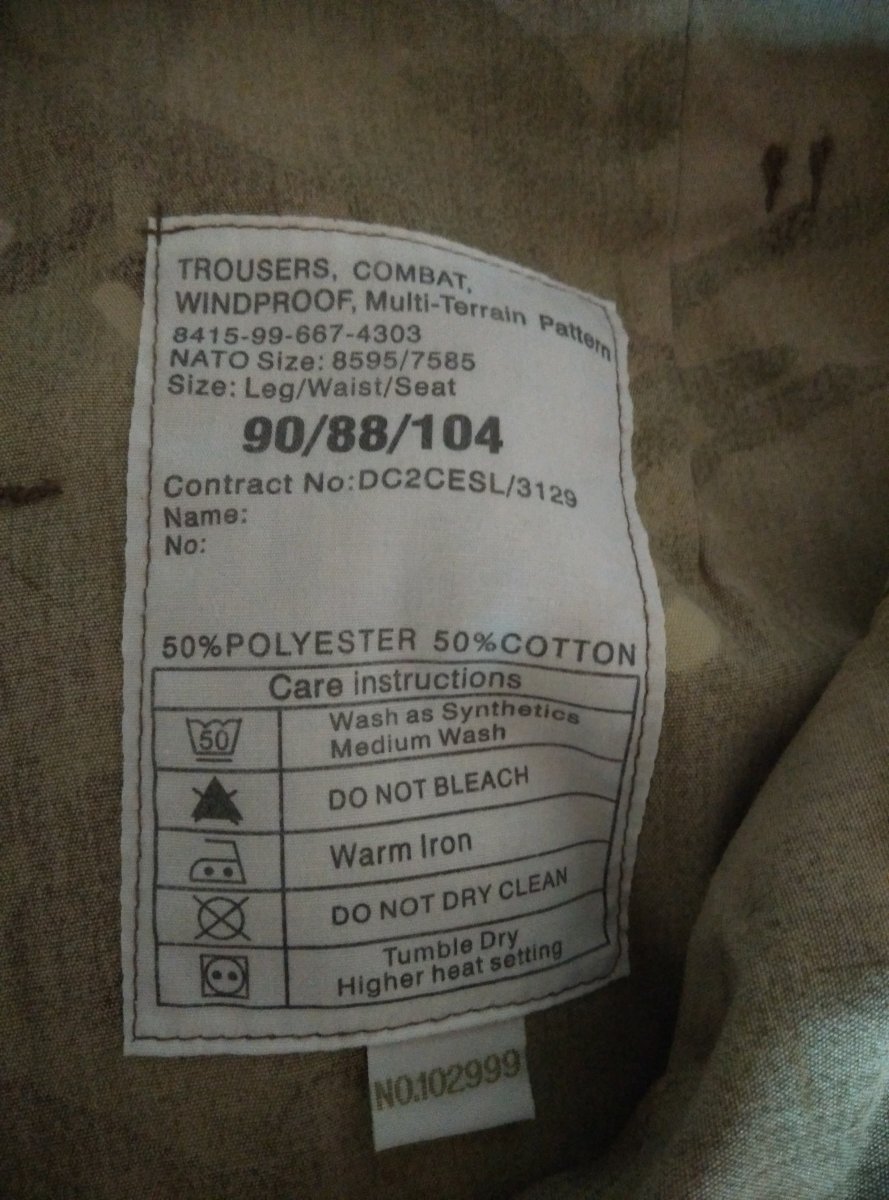 TROUSERS, COMBAT,
WINDPROOF, Multi-Terrain Pattern
8415-99-667-4303
NATO Size: 8595/7585
Size: Leg/Waist/Seat
90/88/104
Contract No:DC2CESL/3129
Name:
No:
50%POLYESTER 50%COTTON
Care instructions
50
Wash as Synthetics
Medium Wash
DO NOT BLEACH
Warm Iron
DO NOT DRY CLEAN
Tumble Dry
Higher heat setting
NO.102999